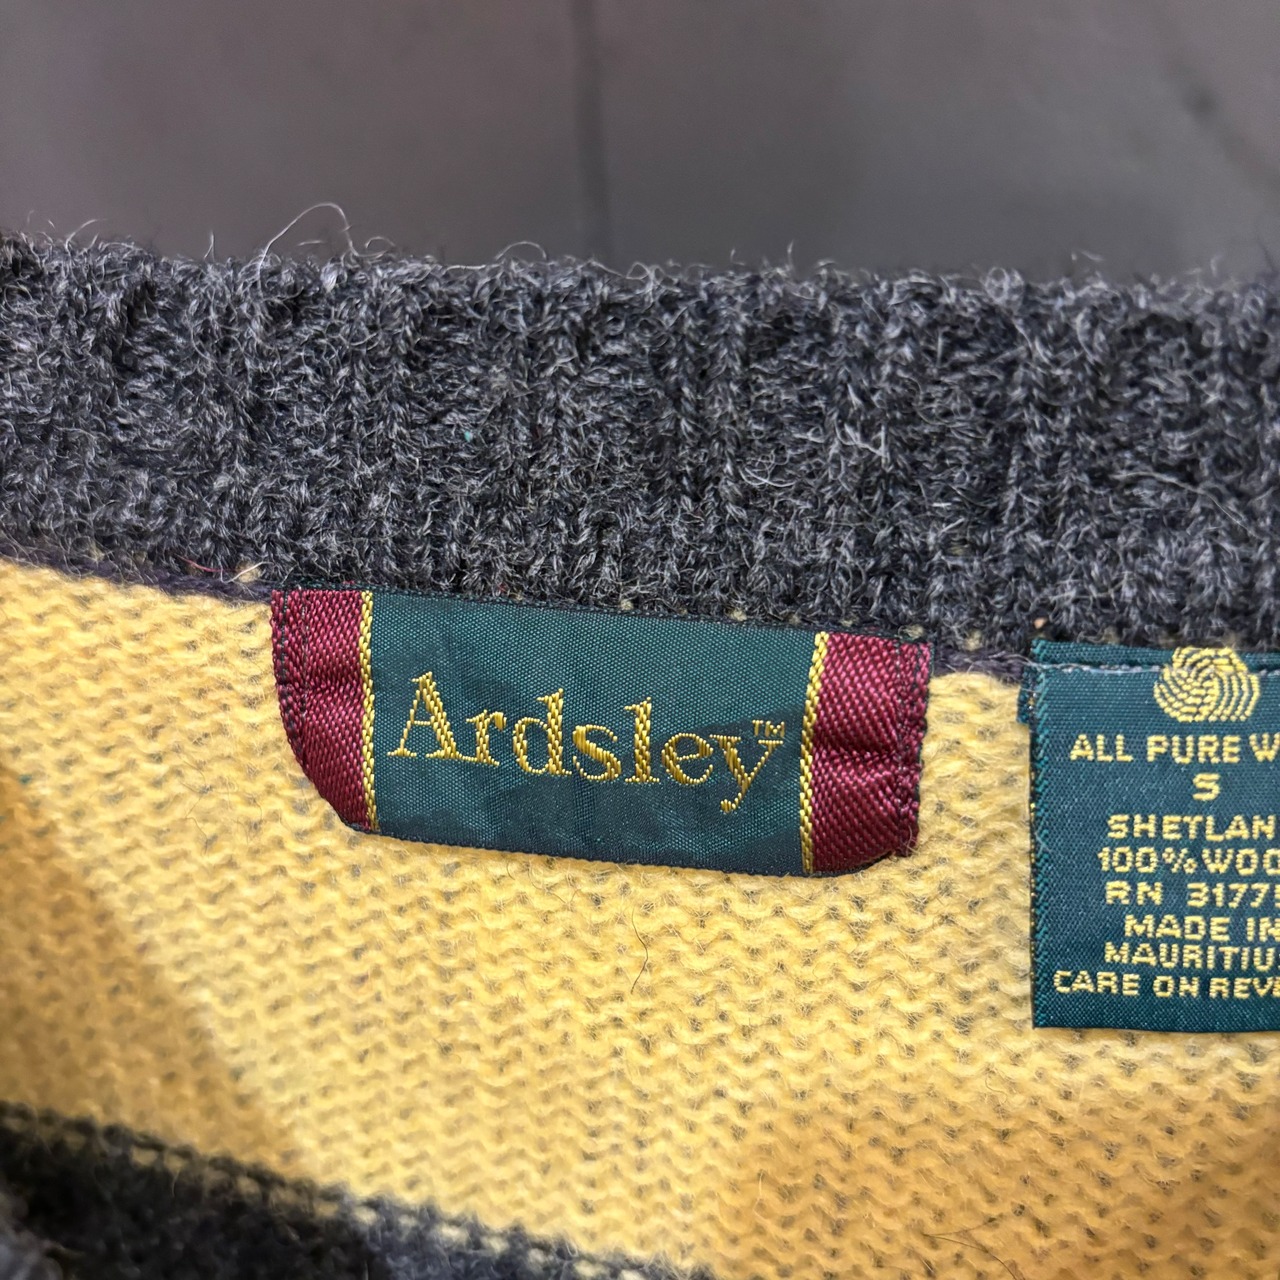 Ardsley™
ALL PURE W
S
SHETLAN
100% WOO
RN 3177
MADE IN
MAURITIU
CARE ON REVE